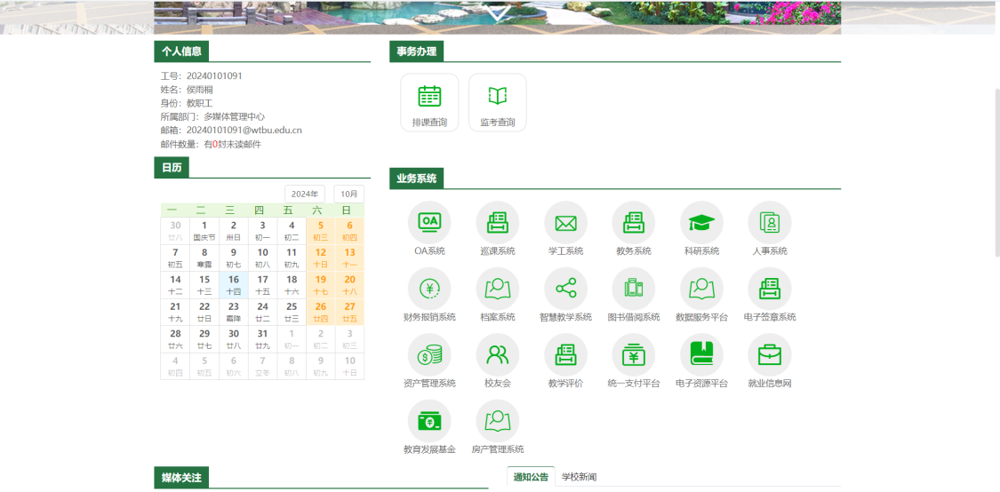 个人信息
工号：20240101091
姓名：侯雨桐
身份：教职工
所属部门：多媒体管理中心
邮箱：20240101091@wtbu.edu.cn
邮件数量：有0封未读邮件
日历
2024年 10月
一 二 三 四 五 六 日
30 1 2 3 4 5 6
廿八 国庆节 卅日 初一 初二 初三 初四
7 8 9 10 11 12 13
初五 寒露 初七 初八 初九 十日 十一
14 15 16 17 18 19 20
十二 十三 十四 十五 十六 十七 十八
21 22 23 24 25 26 27
十九 廿日 霜降 廿二 廿三 廿四 廿五
28 29 30 31 1 2 3
廿六 廿七 廿八 廿九 初一 初二 初三
4 5 6 7 8 9 10
初四 初五 初六 立冬 初八 初九 十日
事务办理
排课查询 监考查询
业务系统
OA
OA系统 巡课系统 学工系统 教务系统 科研系统 人事系统
财务报销系统 档案系统 智慧教学系统 图书借阅系统 数据服务平台 电子签章系统
资产管理系统 校友会 教学评价 统一支付平台 电子资源平台 就业信息网
教育发展基金 房产管理系统
媒体关注
通知公告 学校新闻